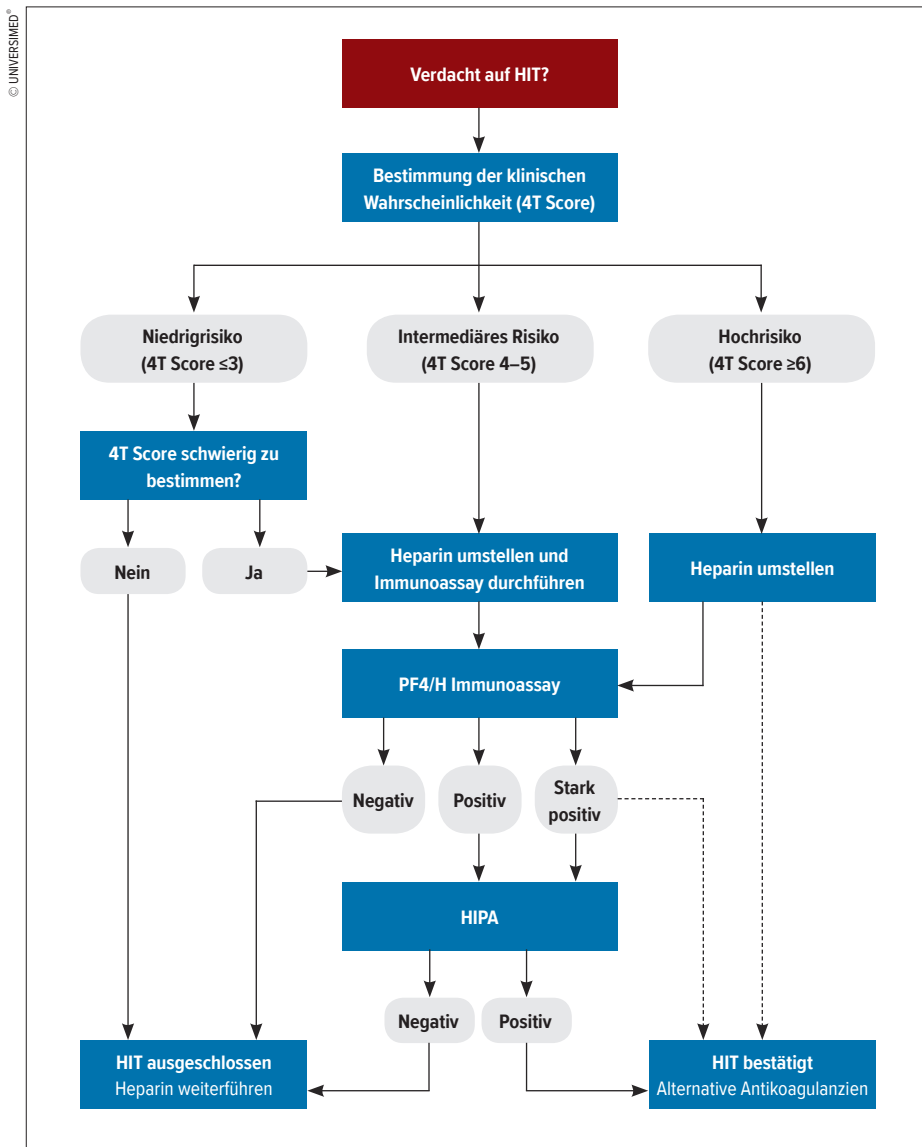 © UNIVERSIMED®
Verdacht auf HIT?
Bestimmung der klinischen
Wahrscheinlichkeit (4T Score)
Niedrigrisiko
(4T Score ≤3)
Intermediäres Risiko
(4T Score 4–5)
Hochrisiko
(4T Score ≥6)
4T Score schwierig zu
bestimmen?
Nein
Ja
Heparin umstellen und
Immunoassay durchführen
Heparin umstellen
PF4/H Immunoassay
Negativ
Positiv
Stark
positiv
HIPA
Negativ
Positiv
HIT ausgeschlossen
Heparin weiterführen
HIT bestätigt
Alternative Antikoagulanzien